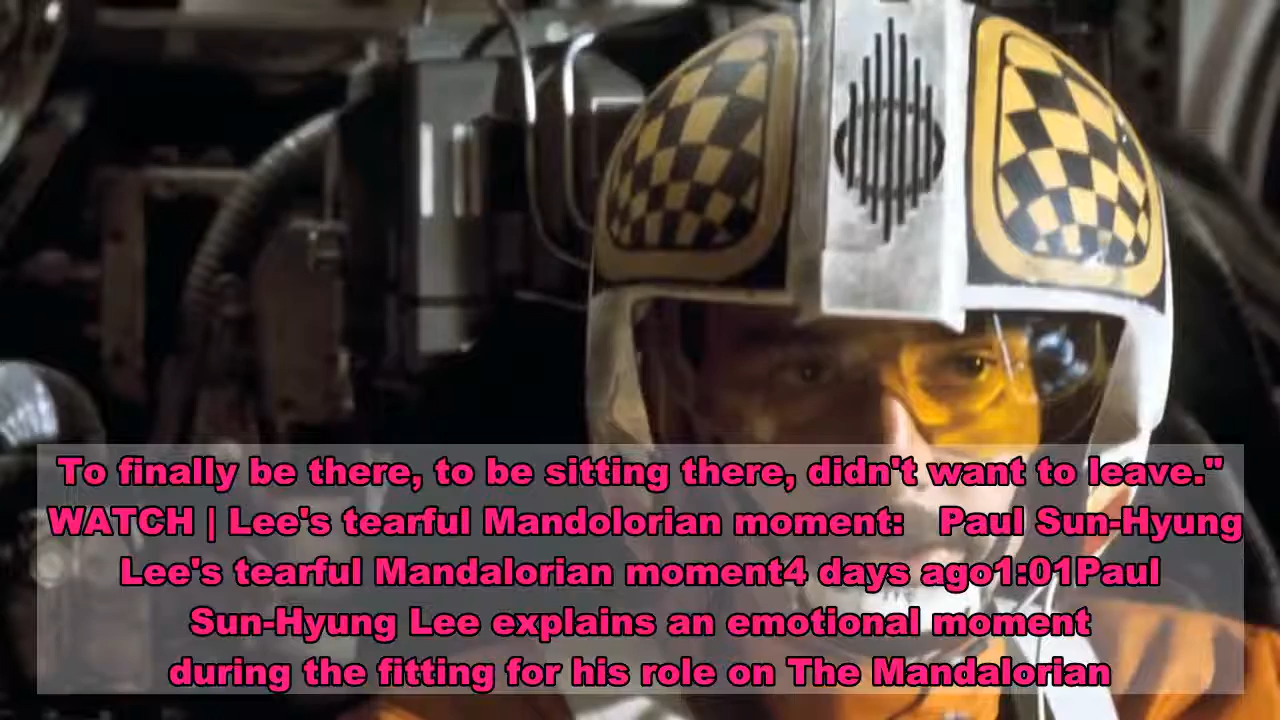 To finally be there, to be sitting there, didn't want to leave."
WATCH | Lee's tearful Mandolorian moment: Paul Sun-Hyung
Lee's tearful Mandalorian moment4 days ago1:01Paul
Sun-Hyung Lee explains an emotional moment
during the fitting for his role on The Mandalorian